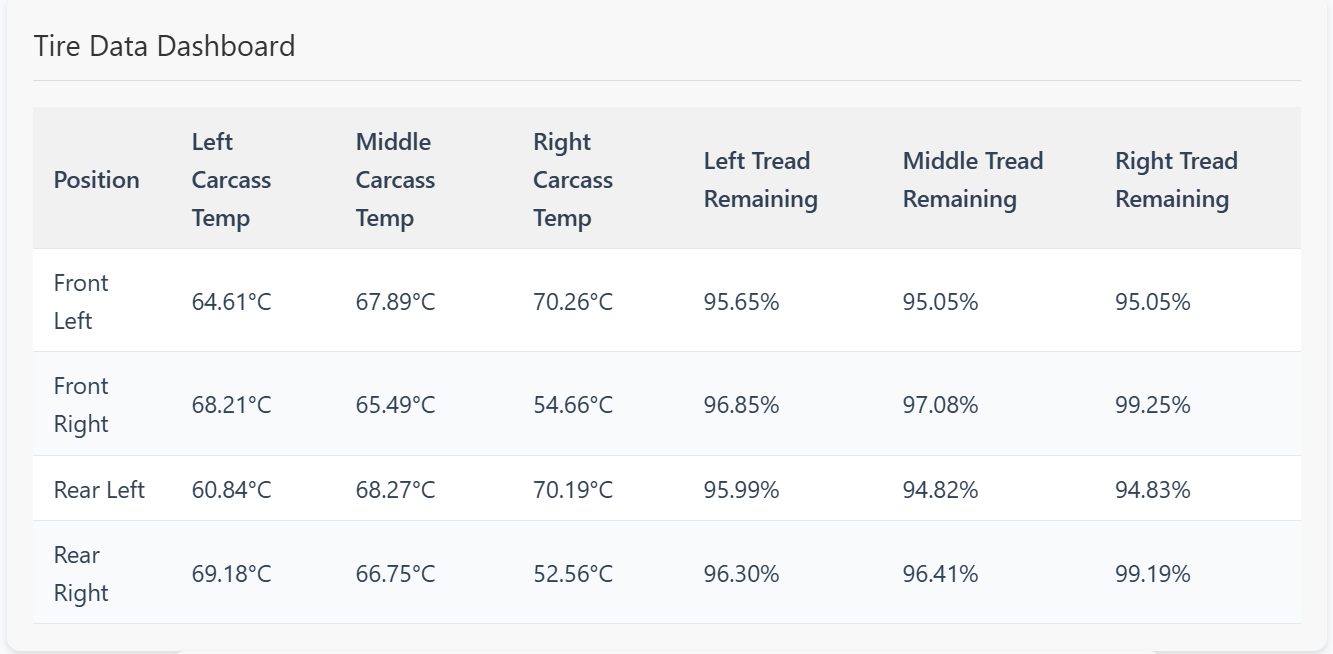 Tire Data Dashboard
Position
Left
Carcass
Temp
Middle
Carcass
Temp
Right
Carcass
Temp
Left Tread
Remaining
Middle Tread
Remaining
Right Tread
Remaining
Front
Left
64.61°C
67.89°C
70.26°C
95.65%
95.05%
95.05%
Front
Right
68.21°C
65.49°C
54.66°C
96.85%
97.08%
99.25%
Rear Left
60.84°C
68.27°C
70.19°C
95.99%
94.82%
94.83%
Rear
Right
69.18°C
66.75°C
52.56°C
96.30%
96.41%
99.19%